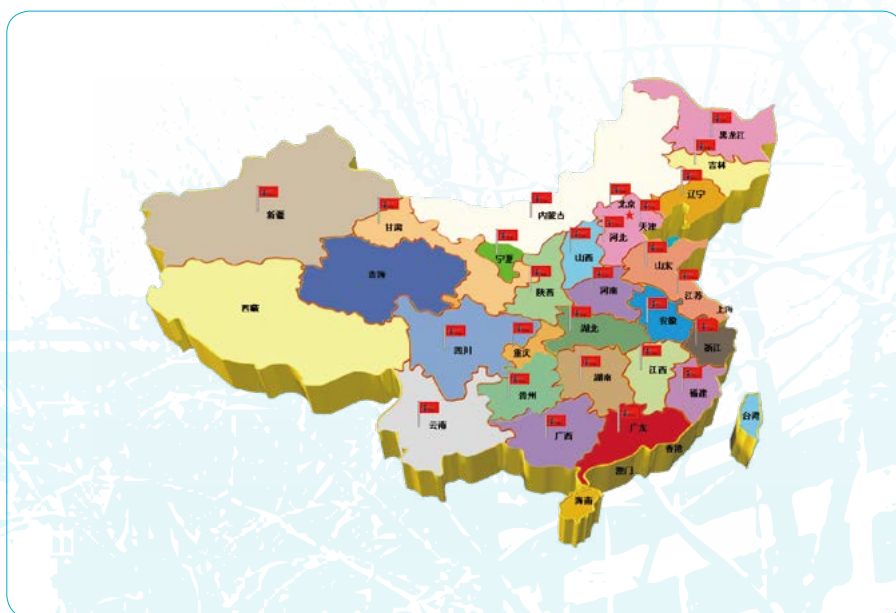 黑龙江
吉林
辽宁
北京
天津
内蒙古
新疆
甘肃
宁夏
山西
河北
山东
青海
陕西
河南
江苏
西藏
上海
安徽
湖北
浙江
四川
重庆
湖南
江西
贵州
福建
云南
广西
广东
台湾
香港
澳门
海南